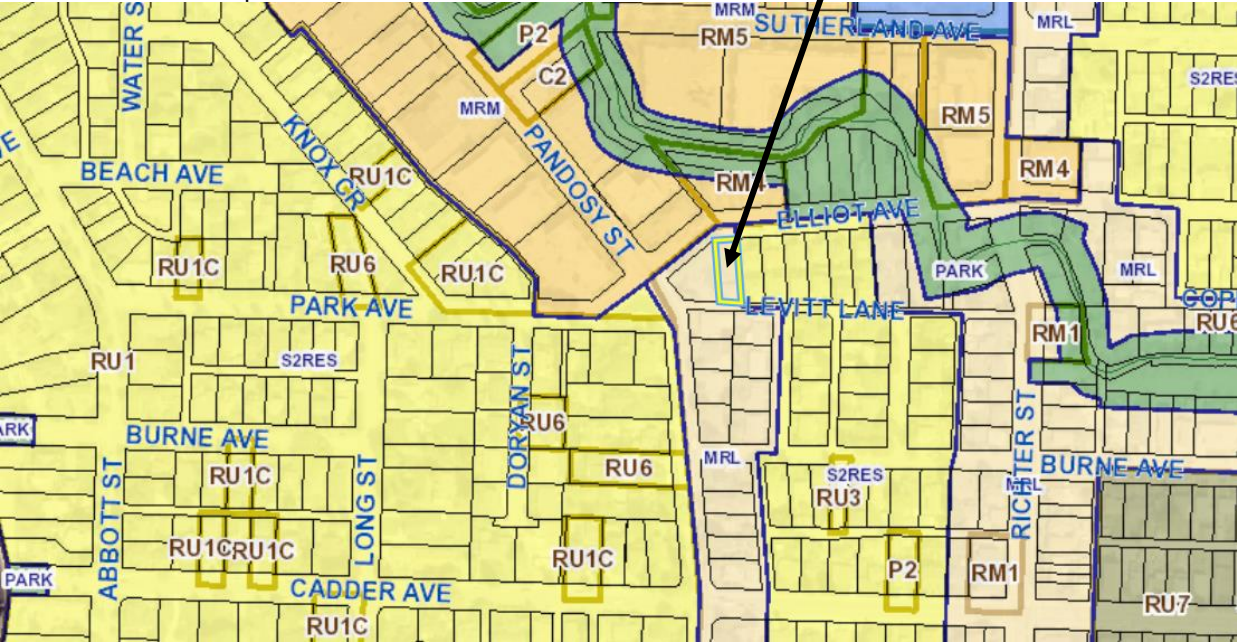 MRM
P2
RM5
SUTHERLAND AVE
MRL
WATER S
C2
S2RES
MRM
RM5
KNOX CR
PANDOSY ST
BEACH AVE
RU1C
RM4
RM4
ELLIOT AVE
RU1C
RU6
RU1C
PARK
MRL
PARK AVE
LEVITT LANE
COP
RU6
RM1
RU1
S2RES
DORYAN ST
RICHTER ST
ARK
BURNE AVE
RU6
RU1C
RU6
MRL
S2RES
RU3
MRL
BURNE AVE
ABBOTT ST
LONG ST
RU1C
RU1C
RU1C
P2
RM1
PARK
CADDER AVE
RU7
RU1C